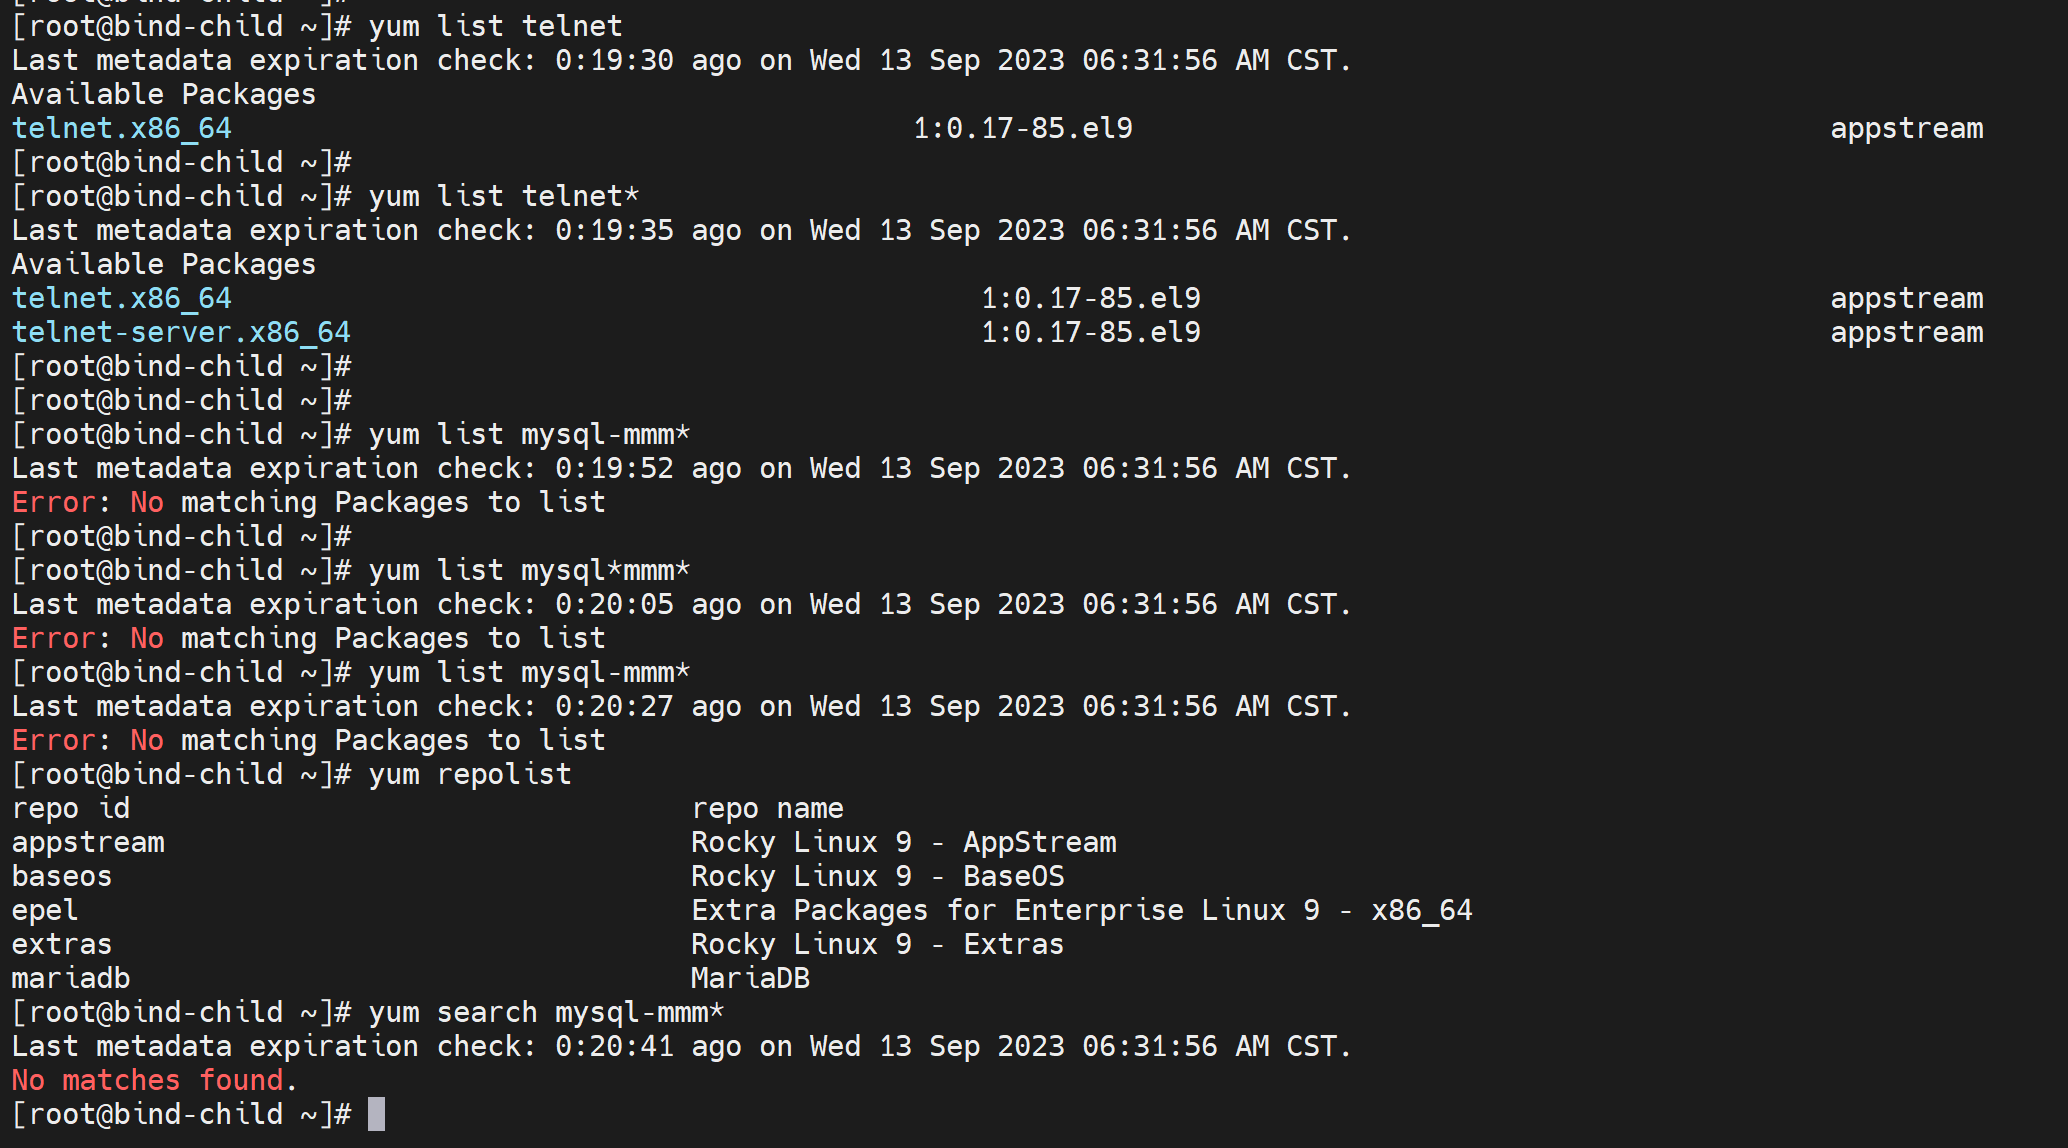 [root@bind-child ~]#
[root@bind-child ~]# yum list telnet
Last metadata expiration check: 0:19:30 ago on Wed 13 Sep 2023 06:31:56 AM CST.
Available Packages
telnet.x86_64 1:0.17-85.el9 appstream
[root@bind-child ~]#
[root@bind-child ~]# yum list telnet*
Last metadata expiration check: 0:19:35 ago on Wed 13 Sep 2023 06:31:56 AM CST.
Available Packages
telnet.x86_64 1:0.17-85.el9 appstream
telnet-server.x86_64 1:0.17-85.el9 appstream
[root@bind-child ~]#
[root@bind-child ~]#
[root@bind-child ~]# yum list mysql-mmm*
Last metadata expiration check: 0:19:52 ago on Wed 13 Sep 2023 06:31:56 AM CST.
Error: No matching Packages to list
[root@bind-child ~]#
[root@bind-child ~]# yum list mysql*mmm*
Last metadata expiration check: 0:20:05 ago on Wed 13 Sep 2023 06:31:56 AM CST.
Error: No matching Packages to list
[root@bind-child ~]# yum list mysql-mmm*
Last metadata expiration check: 0:20:27 ago on Wed 13 Sep 2023 06:31:56 AM CST.
Error: No matching Packages to list
[root@bind-child ~]# yum repolist
repo id repo name
appstream Rocky Linux 9 - AppStream
baseos Rocky Linux 9 - BaseOS
epel Extra Packages for Enterprise Linux 9 - x86_64
extras Rocky Linux 9 - Extras
mariadb MariaDB
[root@bind-child ~]# yum search mysql-mmm*
Last metadata expiration check: 0:20:41 ago on Wed 13 Sep 2023 06:31:56 AM CST.
No matches found.
[root@bind-child ~]#